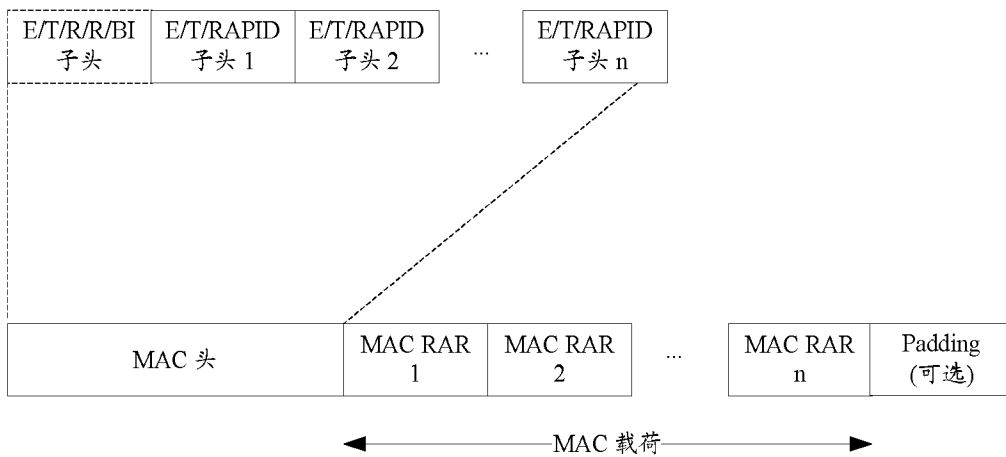 E/T/R/R/BI
子头
E/T/RAPID
子头 1
E/T/RAPID
子头 2
...
E/T/RAPID
子头 n
MAC 头
MAC RAR
1
MAC RAR
2
...
MAC RAR
n
Padding
(可选)
MAC 载荷